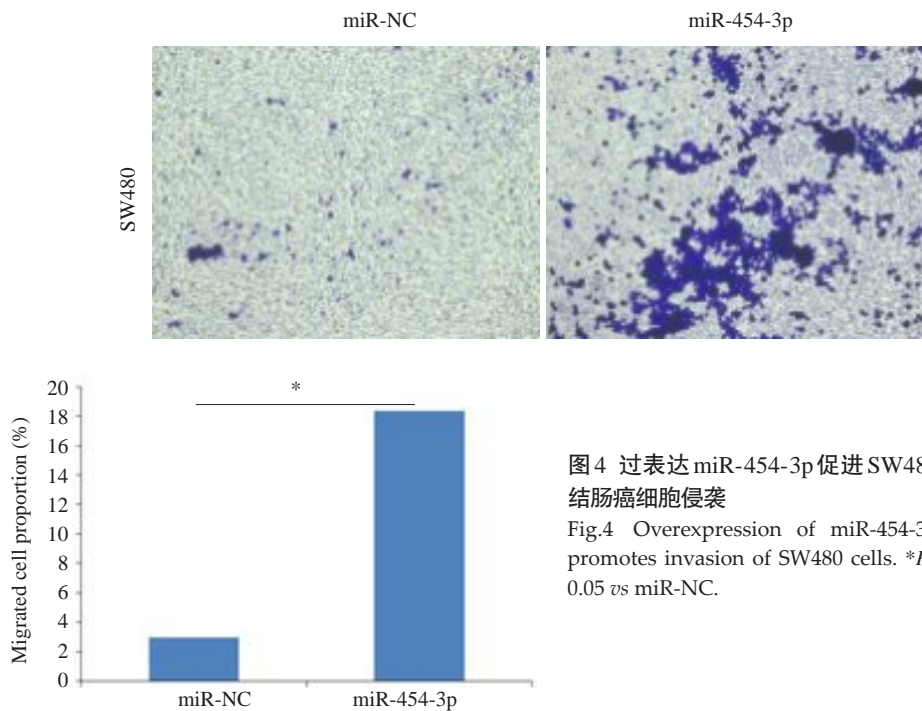 miR-NC
miR-454-3p
SW480
*
Migrated cell proportion (%)
20
18
16
14
12
10
8
6
4
2
0
miR-NC
miR-454-3p
图4 过表达miR-454-3p促进SW48
结肠癌细胞侵袭
Fig.4 Overexpression of miR-454-3
promotes invasion of SW480 cells. *P
0.05 vs miR-NC.